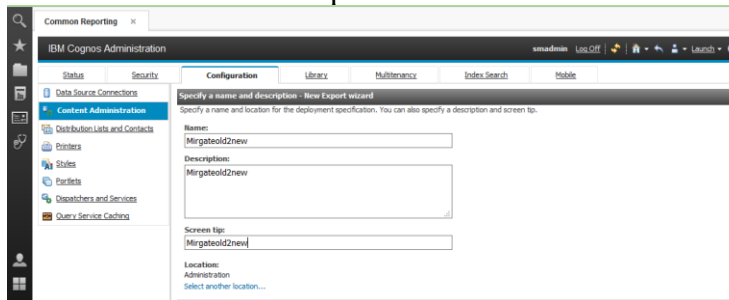 Common Reporting ×
IBM Cognos Administration
smadmin Log Off Launch
Status Security Configuration Library Multitenancy Index Search Mobile
Data Source Connections
Content Administration
Distribution Lists and Contacts
Printers
Styles
Portlets
Dispatchers and Services
Query Service Caching
Specify a name and description - New Export wizard
Specify a name and location for the deployment specification. You can also specify a description and screen tip.
Name:
Mirgateold2new
Description:
Mirgateold2new
Screen tip:
Mirgateold2new
Location:
Administration
Select another location...